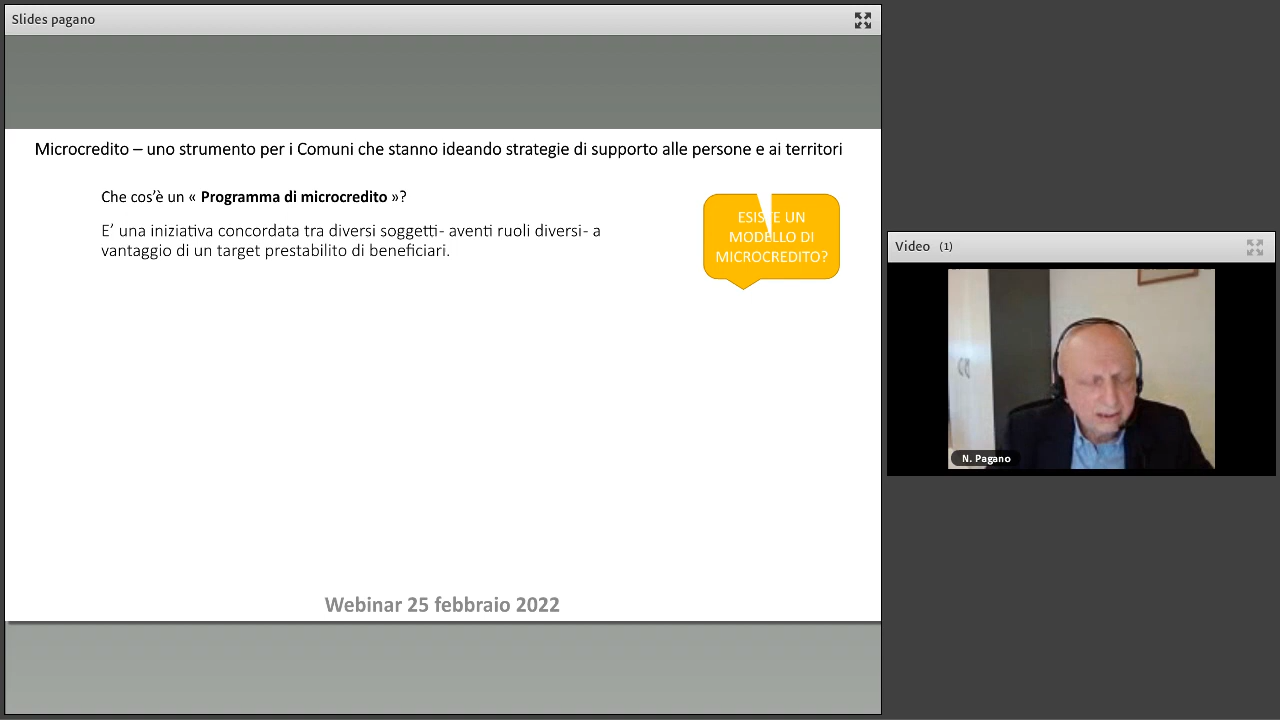 Slides pagano
Microcredito – uno strumento per i Comuni che stanno ideando strategie di supporto alle persone e ai territori
Che cos'è un « Programma di microcredito »?
E' una iniziativa concordata tra diversi soggetti- aventi ruoli diversi- a
vantaggio di un target prestabilito di beneficiari.
ESISTE UN
MODELLO DI
MICROCREDITO?
Webinar 25 febbraio 2022
Video (1)
N. Pagano